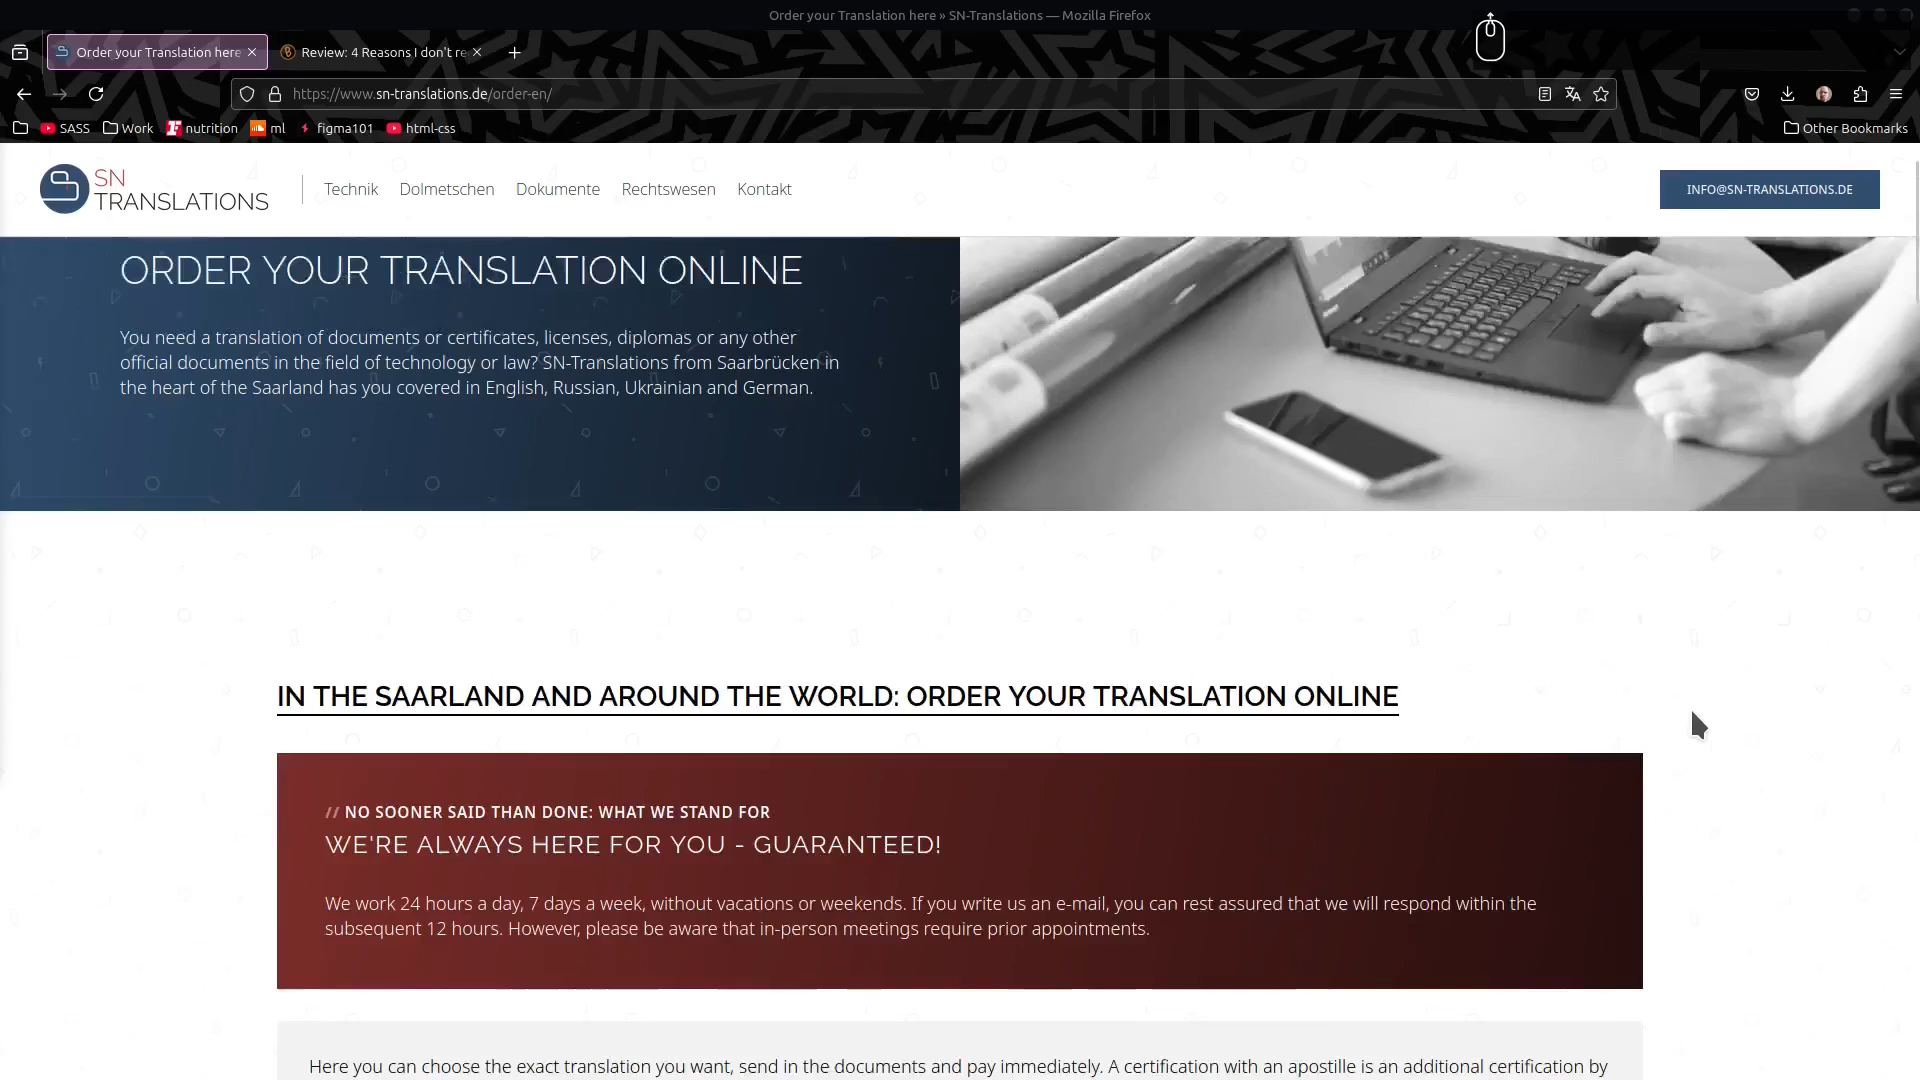 Order your Translation here » SN-Translations — Mozilla Firefox
Order your Translation here
Review: 4 Reasons I don't re
https://www.sn-translations.de/order-en/
SASS
Work
nutrition
ml
figma101
html-css
Other Bookmarks
SN
TRANSLATIONS
Technik
Dolmetschen
Dokumente
Rechtswesen
Kontakt
INFO@SN-TRANSLATIONS.DE
ORDER YOUR TRANSLATION ONLINE
You need a translation of documents or certificates, licenses, diplomas or any other
official documents in the field of technology or law? SN-Translations from Saarbrücken in
the heart of the Saarland has you covered in English, Russian, Ukrainian and German.
IN THE SAARLAND AND AROUND THE WORLD: ORDER YOUR TRANSLATION ONLINE
// NO SOONER SAID THAN DONE: WHAT WE STAND FOR
WE'RE ALWAYS HERE FOR YOU - GUARANTEED!
We work 24 hours a day, 7 days a week, without vacations or weekends. If you write us an e-mail, you can rest assured that we will respond within the
subsequent 12 hours. However, please be aware that in-person meetings require prior appointments.
Here you can choose the exact translation you want, send in the documents and pay immediately. A certification with an apostille is an additional certification by